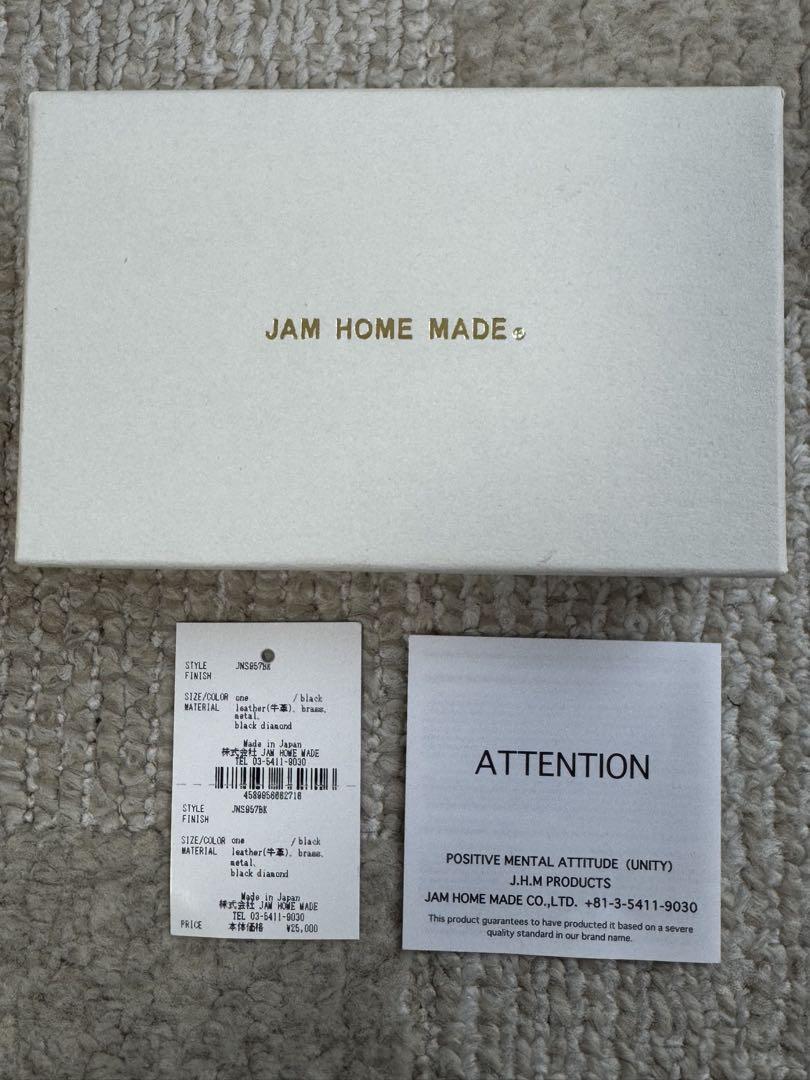 JAM HOME MADE®
STYLE JNS957BK
FINISH
SIZE/COLOR one / black
MATERIAL leather(牛革)、brass、
metal、
black diamond
Made in Japan
株式会社 JAM HOME MADE
TEL 03-5411-9030
STYLE JNS957BK
FINISH
SIZE/COLOR one / black
MATERIAL leather(牛革)、brass、
metal、
black diamond
Made in Japan
株式会社 JAM HOME MADE
TEL 03-5411-9030
PRICE 本体価格 ¥25,000
ATTENTION
POSITIVE MENTAL ATTITUDE (UNITY)
J.H.M PRODUCTS
JAM HOME MADE CO.,LTD. +81-3-5411-9030
This product guarantees to have producted it based on a severe
quality standard in our brand name.